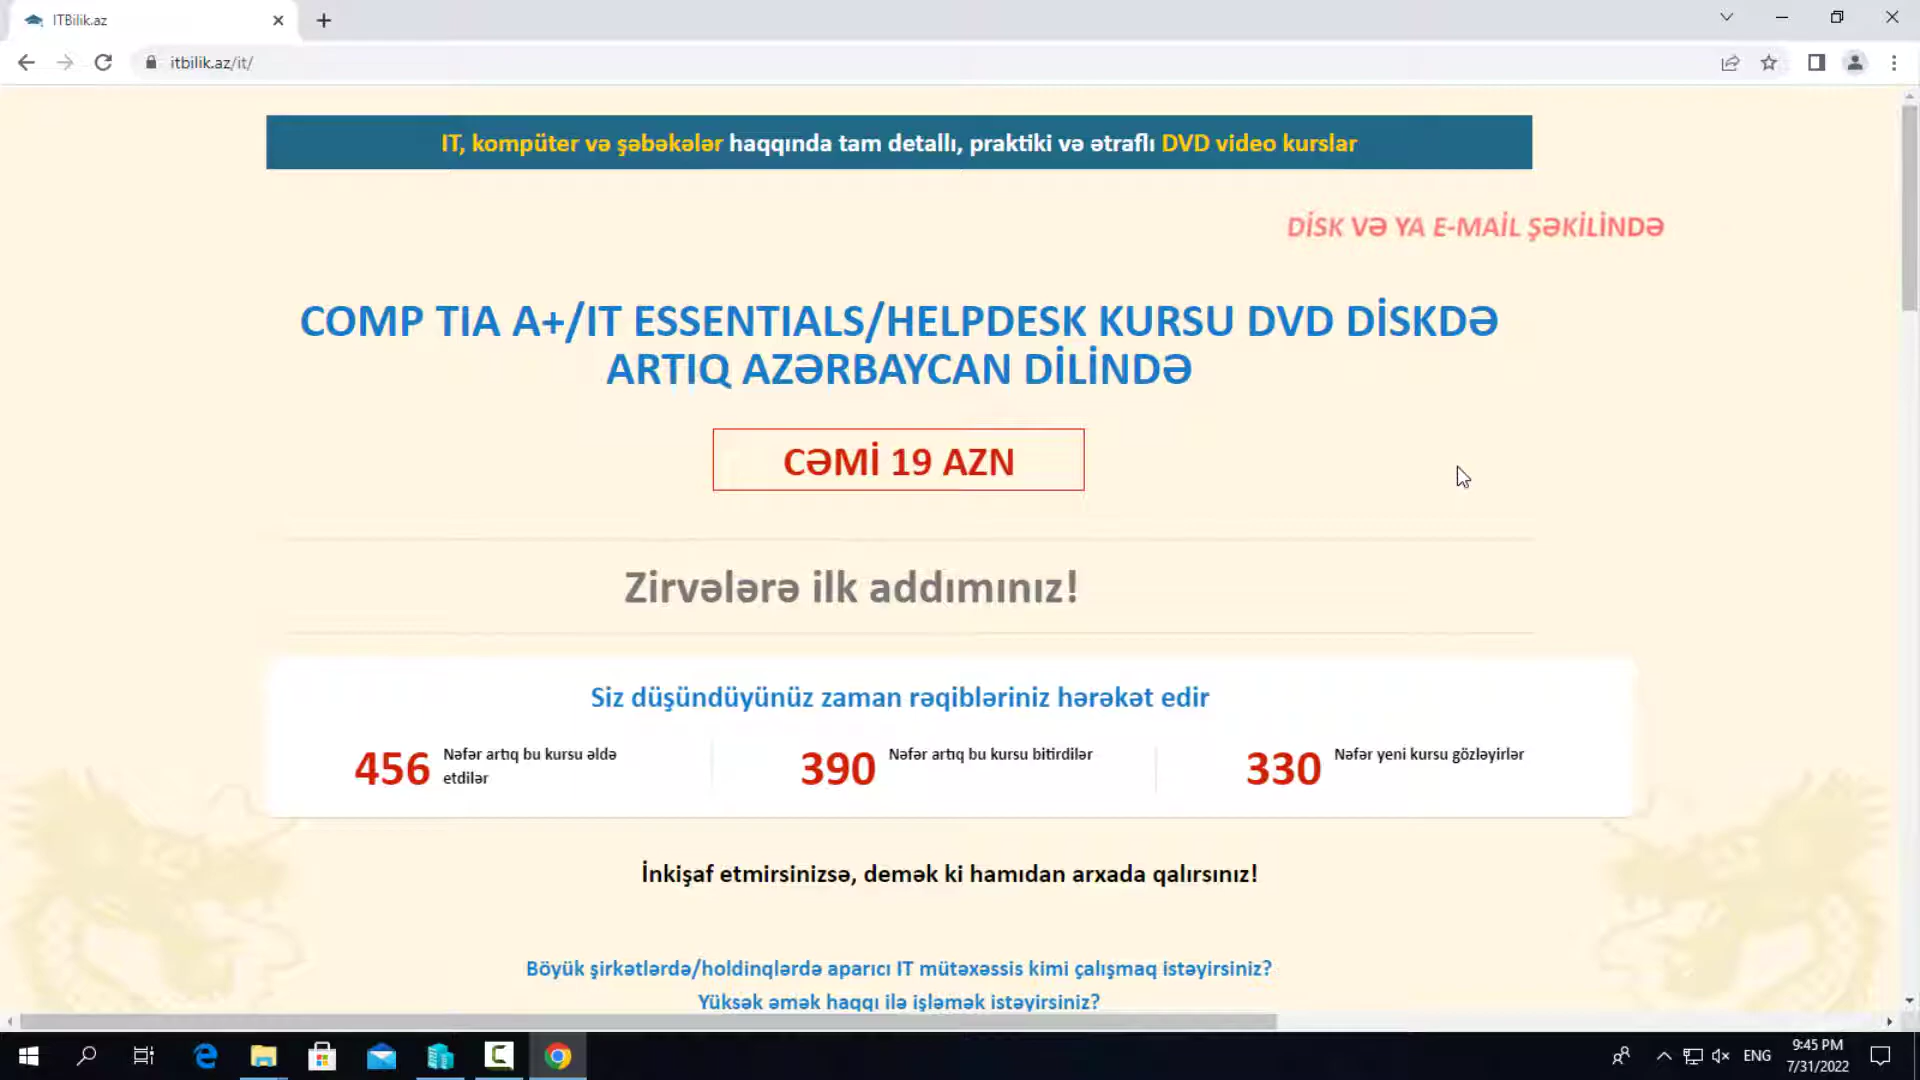 ITBilik.az
itbilik.az/it/
IT, kompüter və şəbəkələr haqqında tam detallı, praktiki və ətraflı DVD video kurslar
DİSK VƏ YA E-MAİL ŞƏKİLİNDƏ
COMP TIA A+/IT ESSENTIALS/HELPDESK KURSU DVD DİSKDƏ
ARTIQ AZƏRBAYCAN DİLİNDƏ
CƏMİ 19 AZN
Zirvələrə ilk addımınız!
Siz düşündüyünüz zaman rəqibləriniz hərəkət edir
456 Nəfər artıq bu kursu əldə
etdilər
390 Nəfər artıq bu kursu bitirdilər
330 Nəfər yeni kursu gözləyirlər
İnkişaf etmirsinizsə, demək ki hamıdan arxada qalırsınız!
Böyük şirkətlərdə/holdinqlərdə aparıcı IT mütəxəssis kimi çalışmaq istəyirsiniz?
Yüksək əmək haqqı ilə işləmək istəyirsiniz?
ENG
9:45 PM
7/31/2022